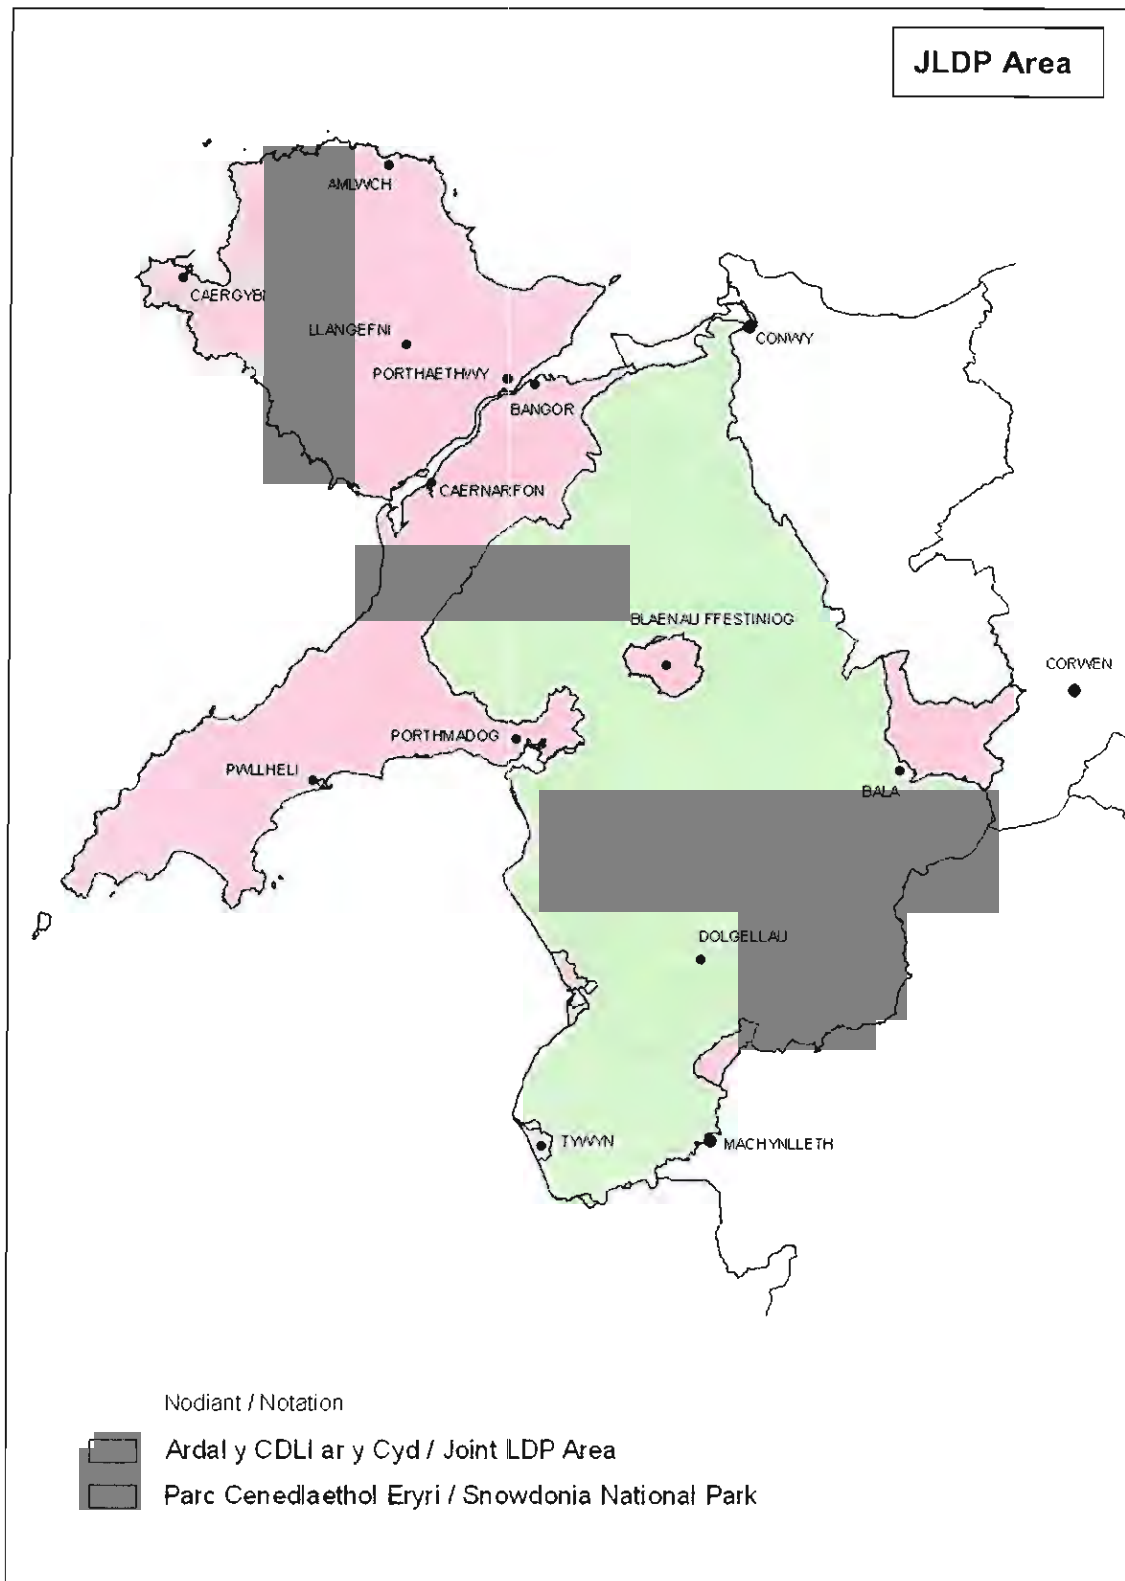 JLDP Area
AMLWCH
CAERGYBI
LLANGEFNI
CONWY
PORTHAETHWY
BANGOR
CAERNARFON
BLAENAU FFESTINIOG
CORWEN
PORTHMADOG
PWLLHELI
BALA
DOLGELLAU
TYWYN
MACHYNLLETH
Nodiant / Notation
Ardal y CDLl ar y Cyd / Joint LDP Area
Parc Cenedlaethol Eryri / Snowdonia National Park